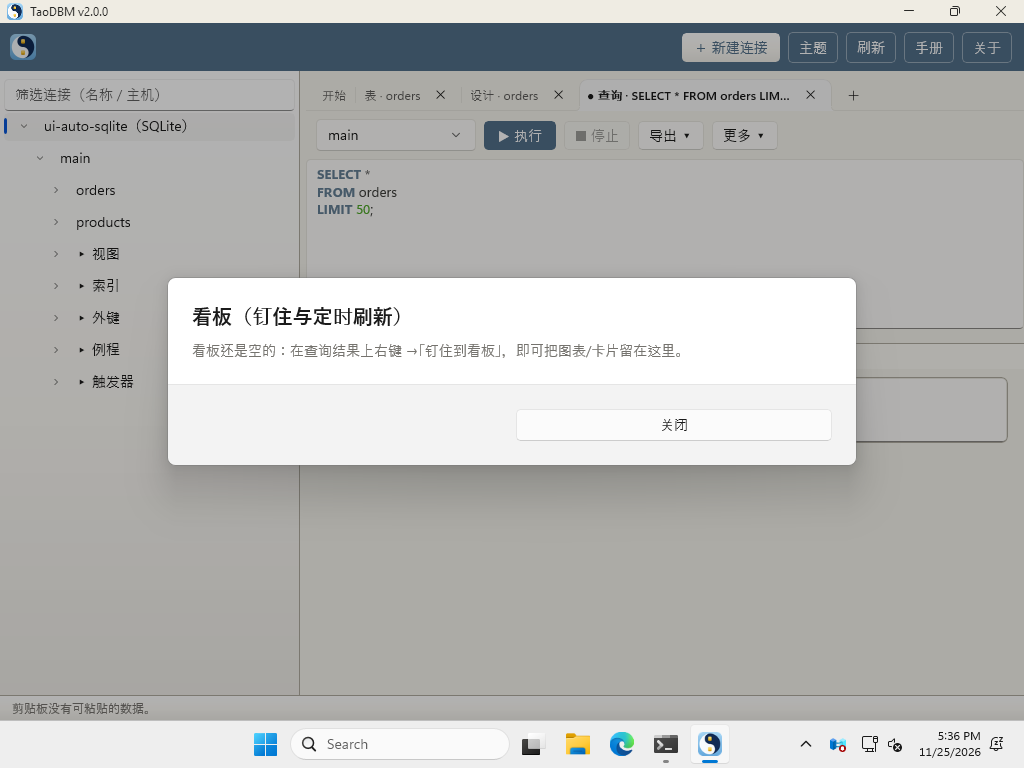 TaoDBM v2.0.0
+ 新建连接
主题
刷新
手册
关于
筛选连接（名称 / 主机）
ui-auto-sqlite（SQLite）
main
orders
products
视图
索引
外键
例程
触发器
开始
表 · orders
设计 · orders
● 查询 · SELECT * FROM orders LIM...
main
执行
停止
导出
更多
SELECT *
FROM orders
LIMIT 50;
看板（钉住与定时刷新）
看板还是空的：在查询结果上右键 →「钉住到看板」，即可把图表/卡片留在这里。
关闭
剪贴板没有可粘贴的数据。
Search
5:36 PM
11/25/2026